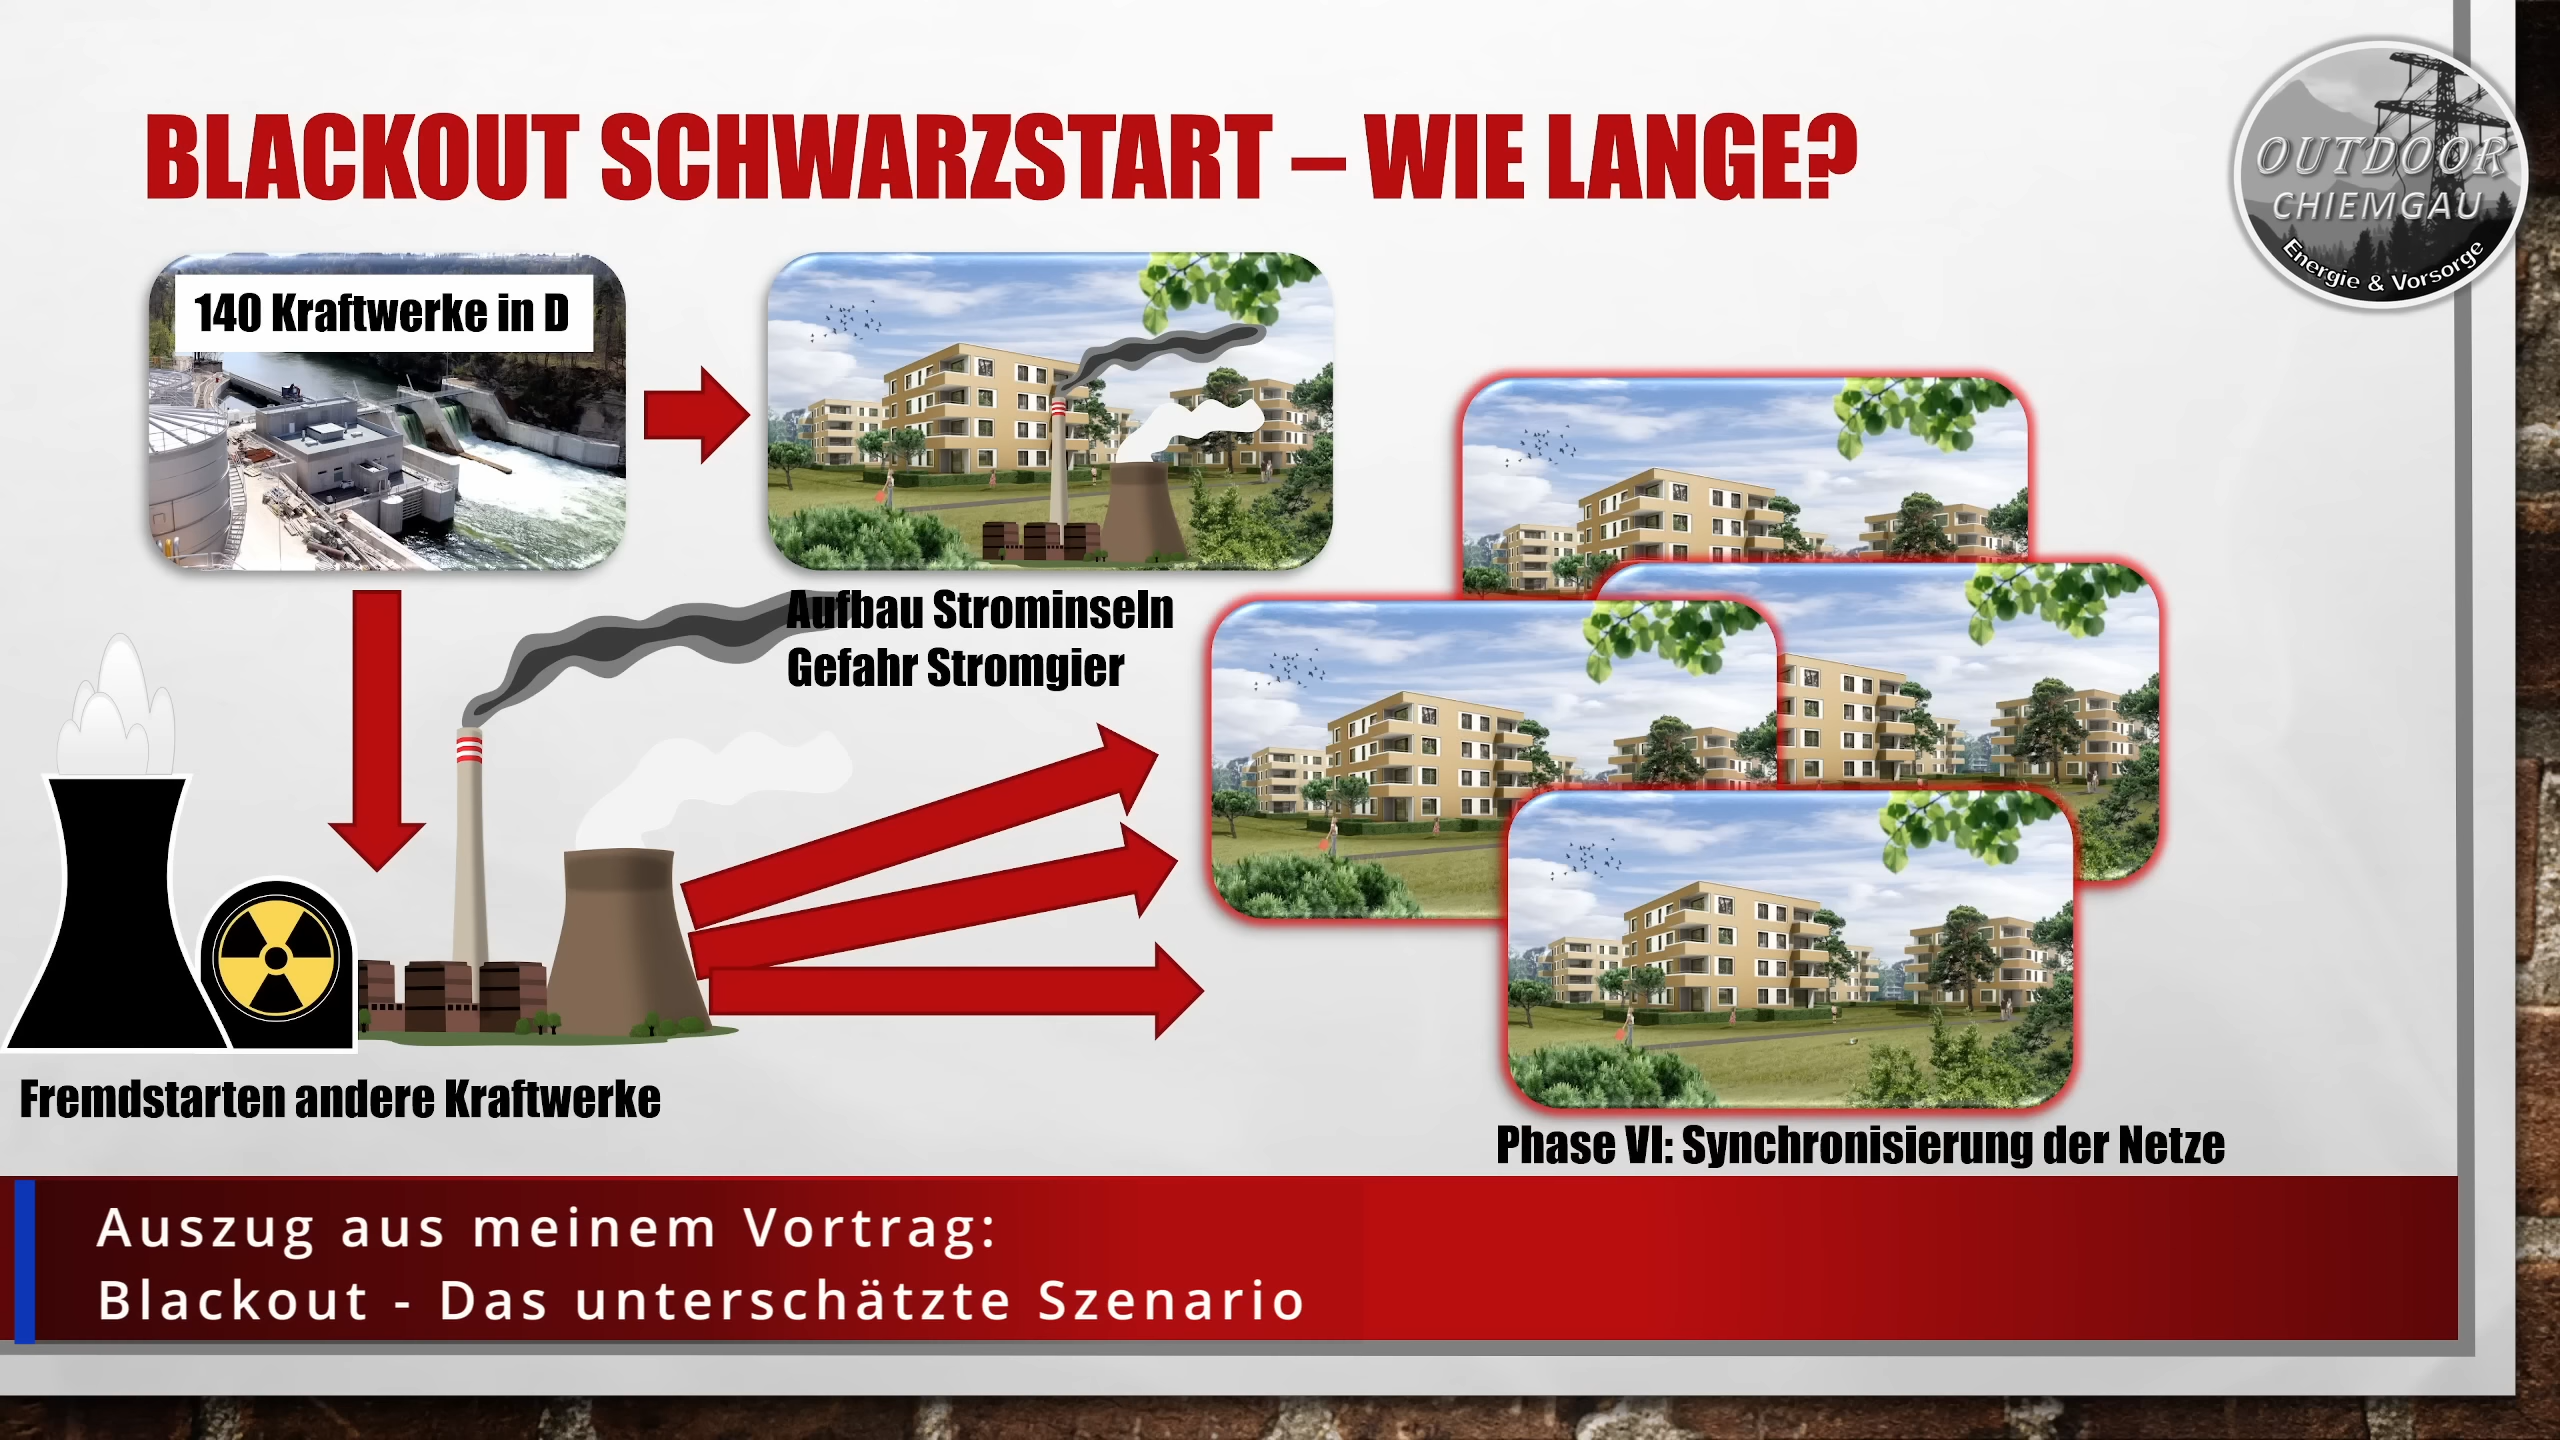 BLACKOUT SCHWARZSTART – WIE LANGE?
OUTDOOR
CHIEMGAU
Energie & Vorsorge
140 Kraftwerke in D
Aufbau Strominseln
Gefahr Stromgier
Fremdstarten andere Kraftwerke
Phase VI: Synchronisierung der Netze
Auszug aus meinem Vortrag:
Blackout - Das unterschätzte Szenario